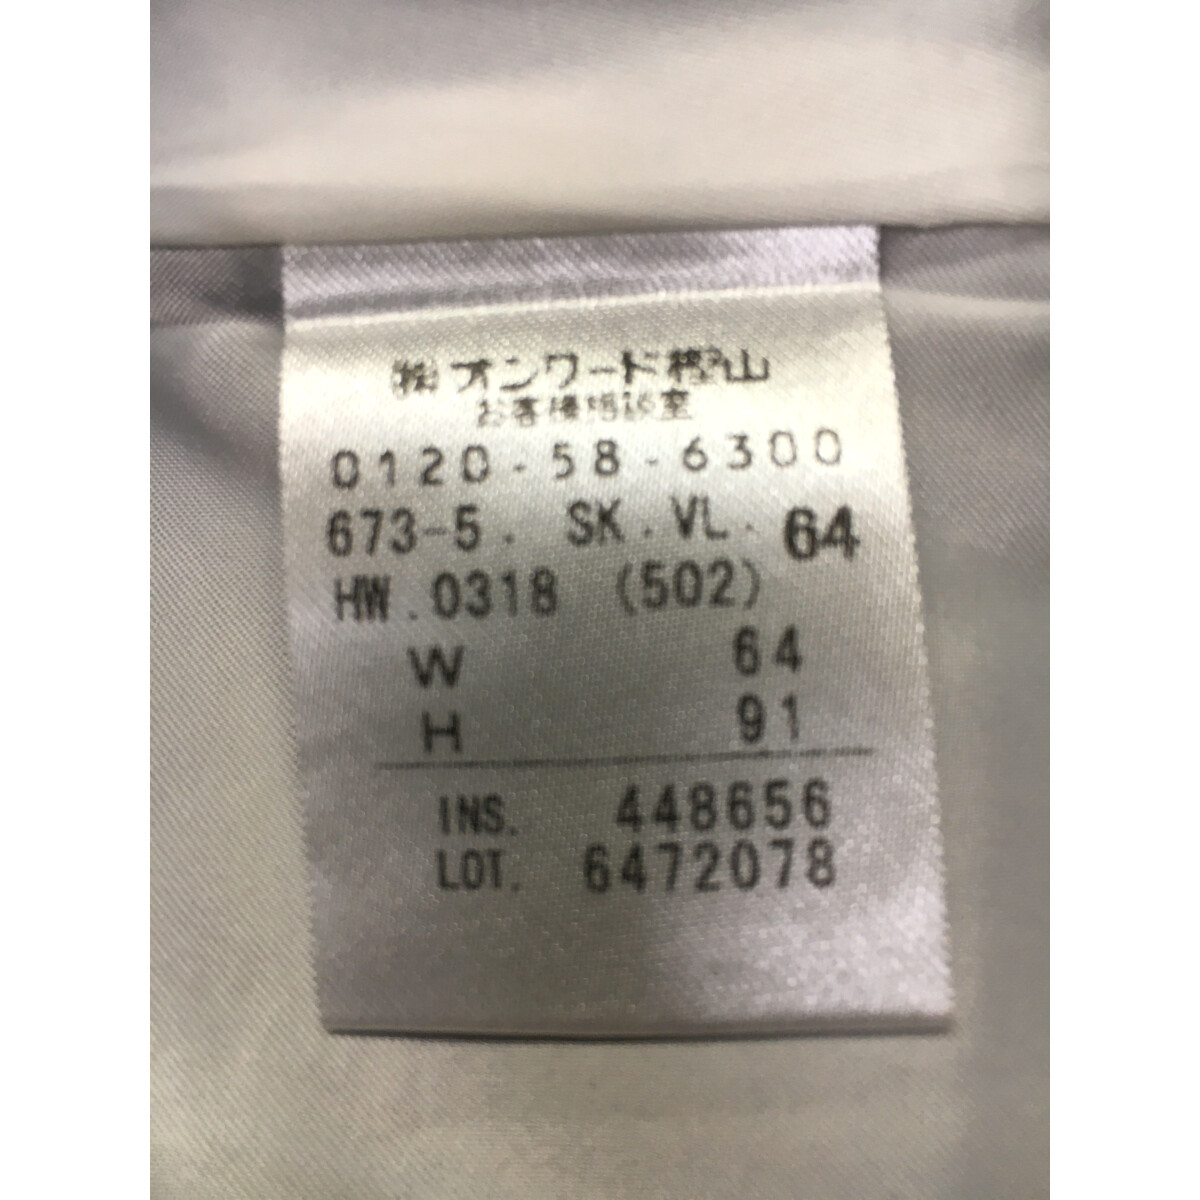 ㈱オンワード樫山
お客様相談室
0120-58-6300
673-5. SK.VL. 64
HW.0318 (502)
W 64
H 91
INS. 448656
LOT. 6472078